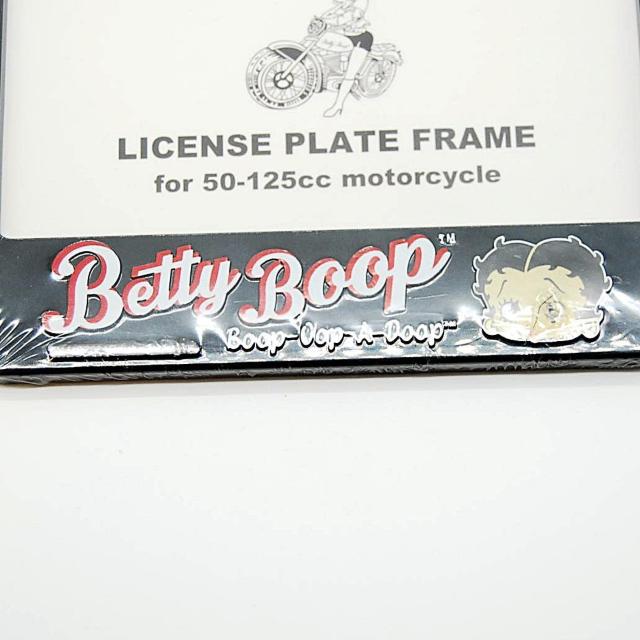 LICENSE PLATE FRAME
for 50-125cc motorcycle
Betty Boop™
Boop-Oop-A-Doop™